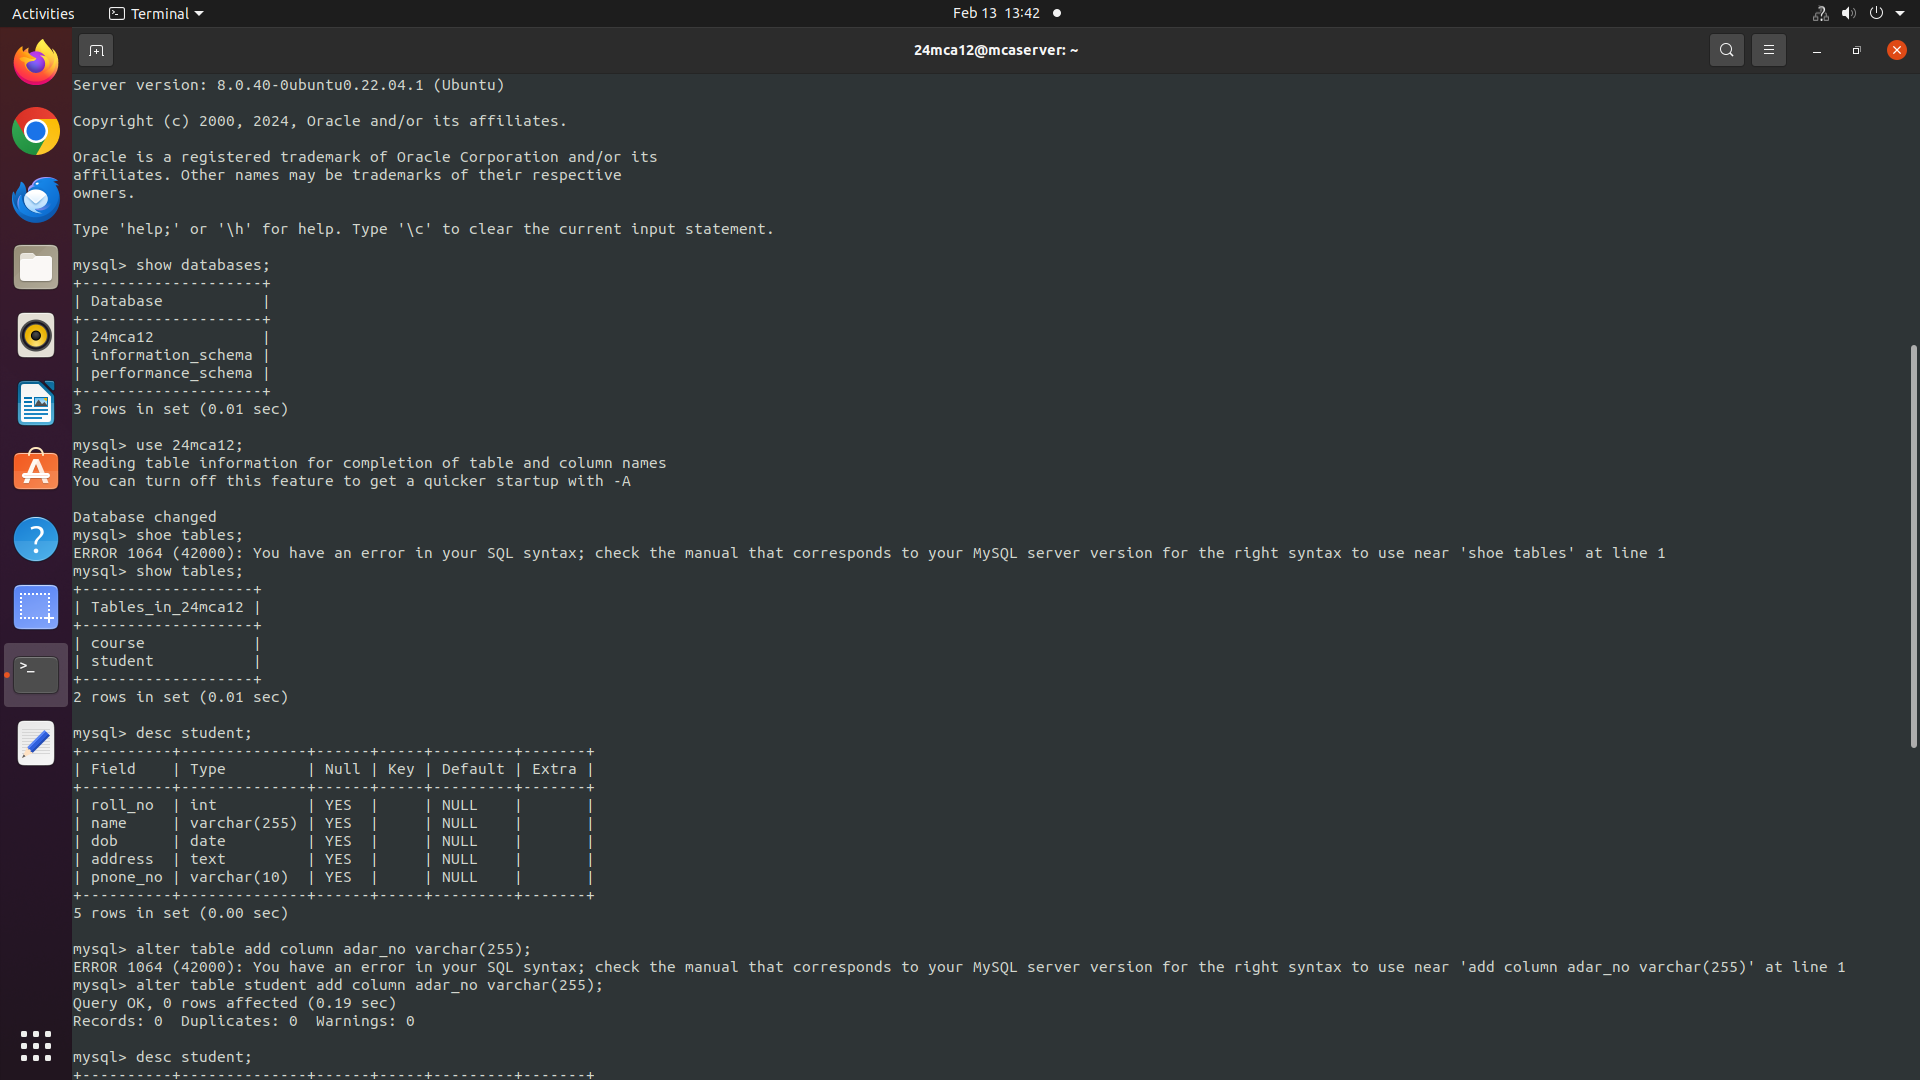 Activities
Terminal
Feb 13 13:42
24mca12@mcaserver: ~
Server version: 8.0.40-0ubuntu0.22.04.1 (Ubuntu)
Copyright (c) 2000, 2024, Oracle and/or its affiliates.
Oracle is a registered trademark of Oracle Corporation and/or its
affiliates. Other names may be trademarks of their respective
owners.
Type 'help;' or '\h' for help. Type '\c' to clear the current input statement.
mysql> show databases;
+--------------------+
| Database           |
+--------------------+
| 24mca12            |
| information_schema |
| performance_schema |
+--------------------+
3 rows in set (0.01 sec)
mysql> use 24mca12;
Reading table information for completion of table and column names
You can turn off this feature to get a quicker startup with -A
Database changed
mysql> shoe tables;
ERROR 1064 (42000): You have an error in your SQL syntax; check the manual that corresponds to your MySQL server version for the right syntax to use near 'shoe tables' at line 1
mysql> show tables;
+-------------------+
| Tables_in_24mca12 |
+-------------------+
| course            |
| student           |
+-------------------+
2 rows in set (0.01 sec)
mysql> desc student;
+----------+--------------+------+-----+---------+-------+
| Field    | Type         | Null | Key | Default | Extra |
+----------+--------------+------+-----+---------+-------+
| roll_no  | int          | YES  |     | NULL    |       |
| name     | varchar(255) | YES  |     | NULL    |       |
| dob      | date         | YES  |     | NULL    |       |
| address  | text         | YES  |     | NULL    |       |
| pnone_no | varchar(10)  | YES  |     | NULL    |       |
+----------+--------------+------+-----+---------+-------+
5 rows in set (0.00 sec)
mysql> alter table add column adar_no varchar(255);
ERROR 1064 (42000): You have an error in your SQL syntax; check the manual that corresponds to your MySQL server version for the right syntax to use near 'add column adar_no varchar(255)' at line 1
mysql> alter table student add column adar_no varchar(255);
Query OK, 0 rows affected (0.19 sec)
Records: 0  Duplicates: 0  Warnings: 0
mysql> desc student;
+----------+--------------+------+-----+---------+-------+